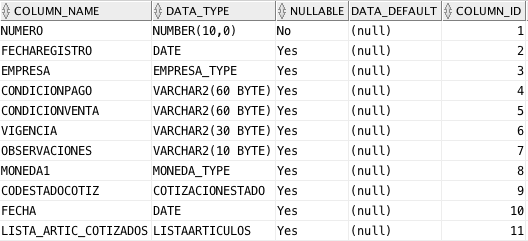 COLUMN_NAME DATA_TYPE NULLABLE DATA_DEFAULT COLUMN_ID
NUMERO NUMBER(10,0) No (null) 1
FECHAREGISTRO DATE Yes (null) 2
EMPRESA EMPRESA_TYPE Yes (null) 3
CONDICIONPAGO VARCHAR2(60 BYTE) Yes (null) 4
CONDICIONVENTA VARCHAR2(60 BYTE) Yes (null) 5
VIGENCIA VARCHAR2(30 BYTE) Yes (null) 6
OBSERVACIONES VARCHAR2(10 BYTE) Yes (null) 7
MONEDA1 MONEDA_TYPE Yes (null) 8
CODESTADOCOTIZ COTIZACIONESTADO Yes (null) 9
FECHA DATE Yes (null) 10
LISTA_ARTIC_COTIZADOS LISTAARTICULOS Yes (null) 11